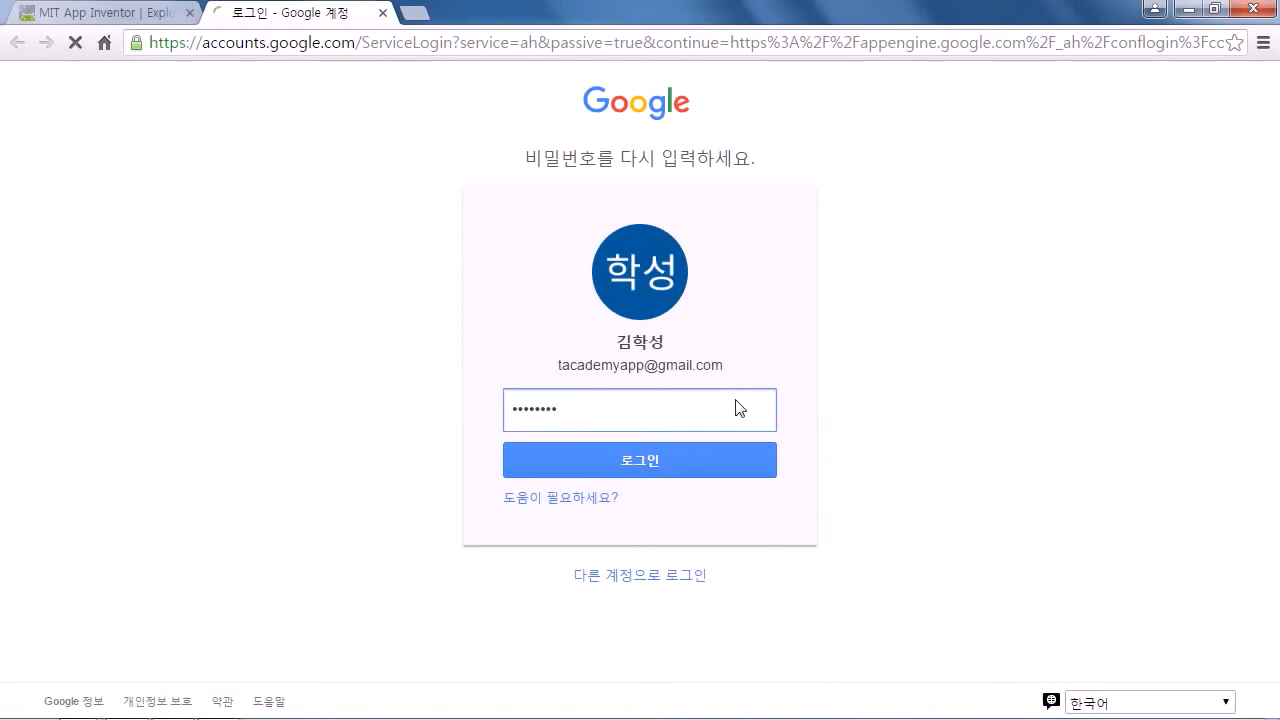 MIT App Inventor | Explo
로그인 - Google 계정
https://accounts.google.com/ServiceLogin?service=ah&passive=true&continue=https%3A%2F%2Fappengine.google.com%2F_ah%2Fconflogin%3Fcc
Google
비밀번호를 다시 입력하세요.
학성
김학성
tacademyapp@gmail.com
••••••••
로그인
도움이 필요하세요?
다른 계정으로 로그인
Google 정보 개인정보 보호 약관 도움말
한국어